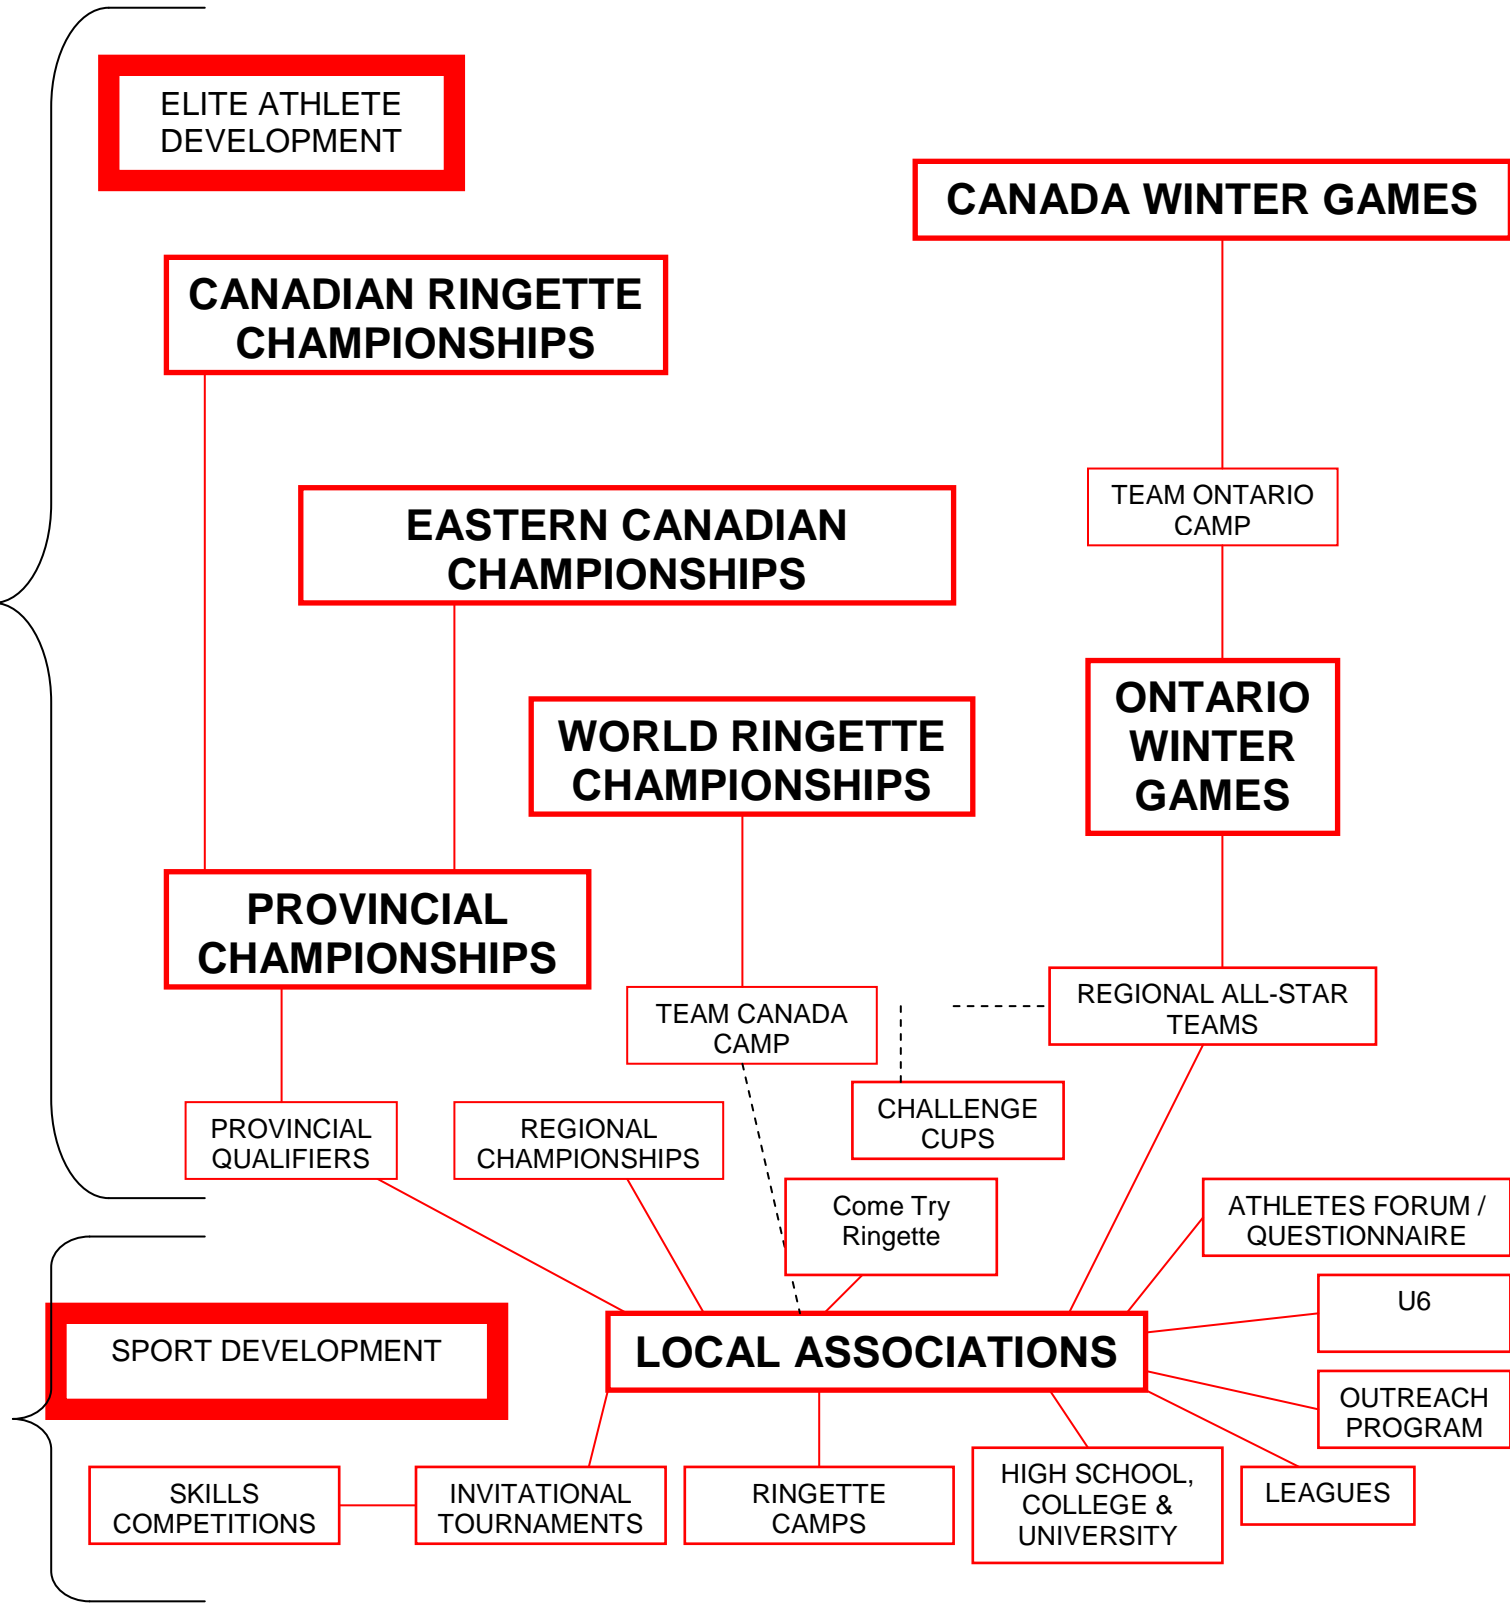 ELITE ATHLETE
DEVELOPMENT
CANADA WINTER GAMES
CANADIAN RINGETTE
CHAMPIONSHIPS
TEAM ONTARIO
CAMP
EASTERN CANADIAN
CHAMPIONSHIPS
ONTARIO
WINTER
GAMES
WORLD RINGETTE
CHAMPIONSHIPS
PROVINCIAL
CHAMPIONSHIPS
TEAM CANADA
CAMP
REGIONAL ALL-STAR
TEAMS
CHALLENGE
CUPS
PROVINCIAL
QUALIFIERS
REGIONAL
CHAMPIONSHIPS
Come Try
Ringette
ATHLETES FORUM /
QUESTIONNAIRE
U6
SPORT DEVELOPMENT
LOCAL ASSOCIATIONS
OUTREACH
PROGRAM
SKILLS
COMPETITIONS
INVITATIONAL
TOURNAMENTS
RINGETTE
CAMPS
HIGH SCHOOL,
COLLEGE &
UNIVERSITY
LEAGUES